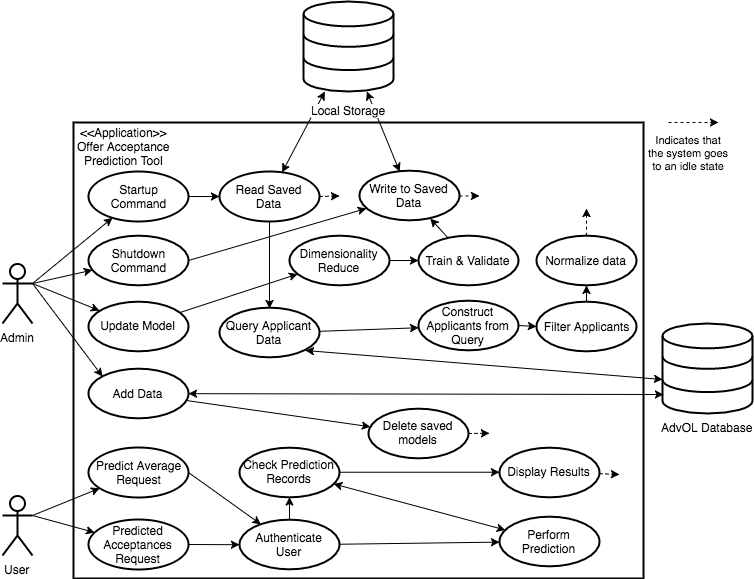 Local Storage
<<Application>>
Offer Acceptance
Prediction Tool
Indicates that
the system goes
to an idle state
Startup
Command
Read Saved
Data
Write to Saved
Data
Shutdown
Command
Dimensionality
Reduce
Train & Validate
Normalize data
Admin
Update Model
Query Applicant
Data
Construct
Applicants from
Query
Filter Applicants
Add Data
AdvOL Database
Delete saved
models
Predict Average
Request
Check Prediction
Records
Display Results
User
Predicted
Acceptances
Request
Authenticate
User
Perform
Prediction